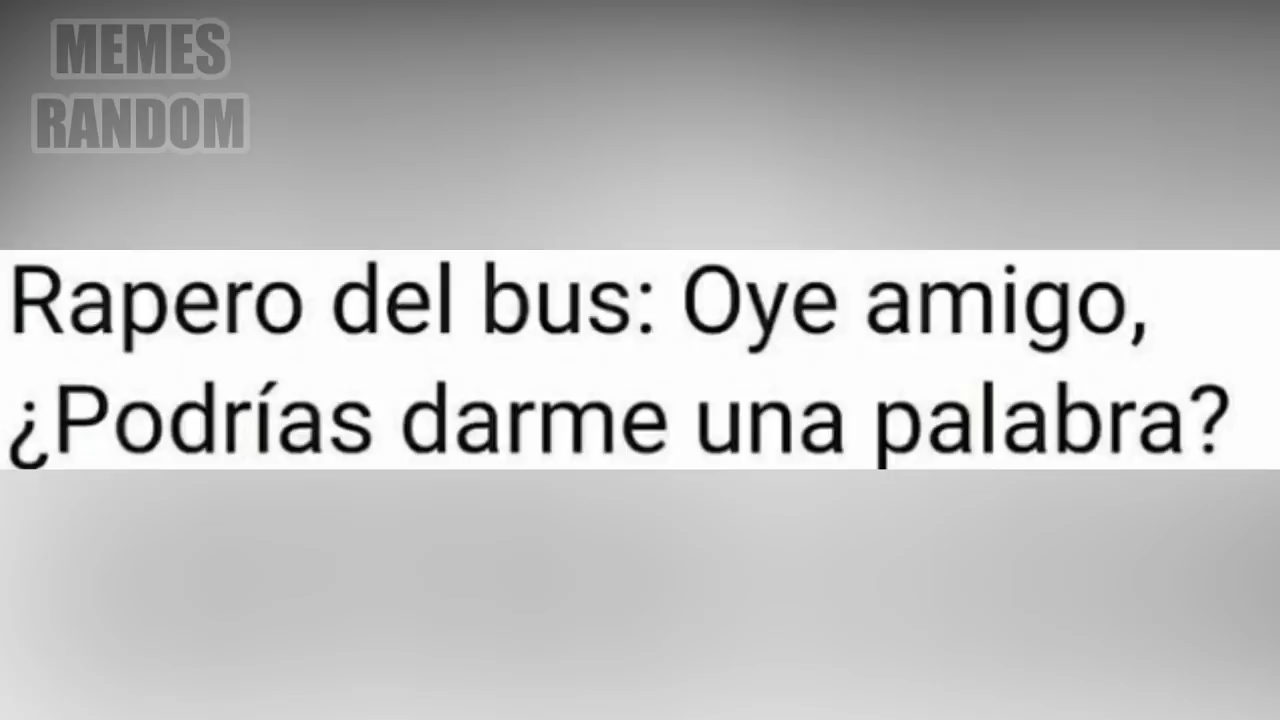 MEMES
RANDOM
Rapero del bus: Oye amigo,
¿Podrías darme una palabra?